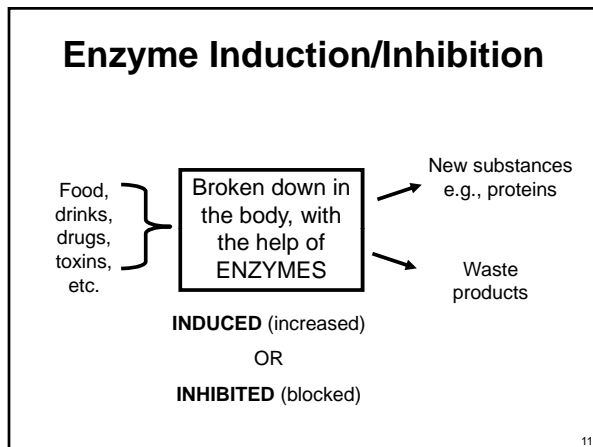 Enzyme Induction/Inhibition
Food,
drinks,
drugs,
toxins,
etc.
Broken down in
the body, with
the help of
ENZYMES
New substances
e.g., proteins
Waste
products
INDUCED (increased)
OR
INHIBITED (blocked)
11